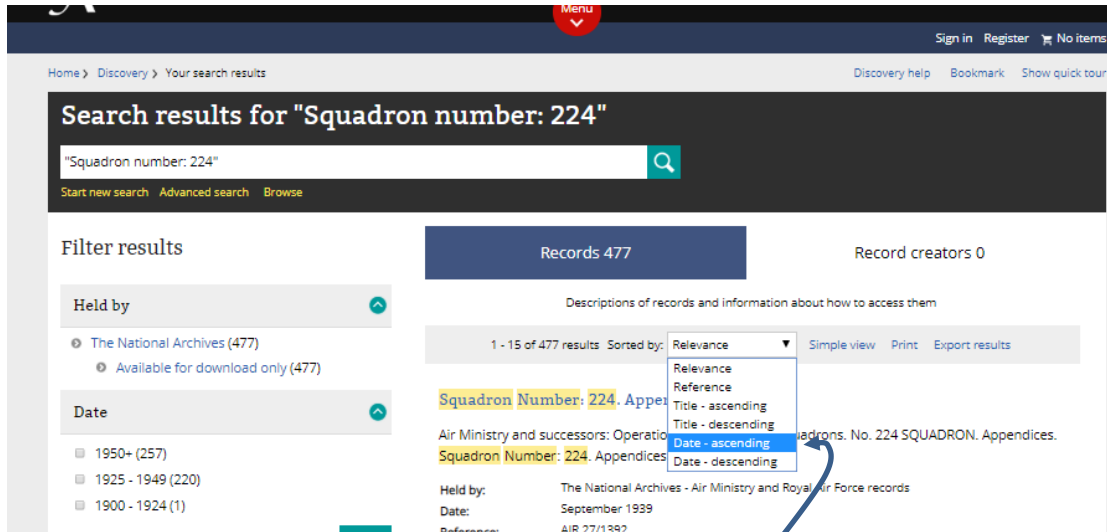 Menu
Sign in Register No items
Home > Discovery > Your search results
Discovery help Bookmark Show quick tour
Search results for "Squadron number: 224"
"Squadron number: 224"
Start new search Advanced search Browse
Filter results
Held by
The National Archives (477)
Available for download only (477)
Date
1950+ (257)
1925 - 1949 (220)
1900 - 1924 (1)
Records 477
Record creators 0
Descriptions of records and information about how to access them
1 - 15 of 477 results Sorted by: Relevance Simple view Print Export results
Relevance
Reference
Title - ascending
Title - descending
Date - ascending
Date - descending
Squadron Number: 224. Appen
Air Ministry and successors: Operatio uadrons. No. 224 SQUADRON. Appendices.
Squadron Number: 224. Appendices
Held by: The National Archives - Air Ministry and Royal Air Force records
Date: September 1939
Reference: AIR 27/1392